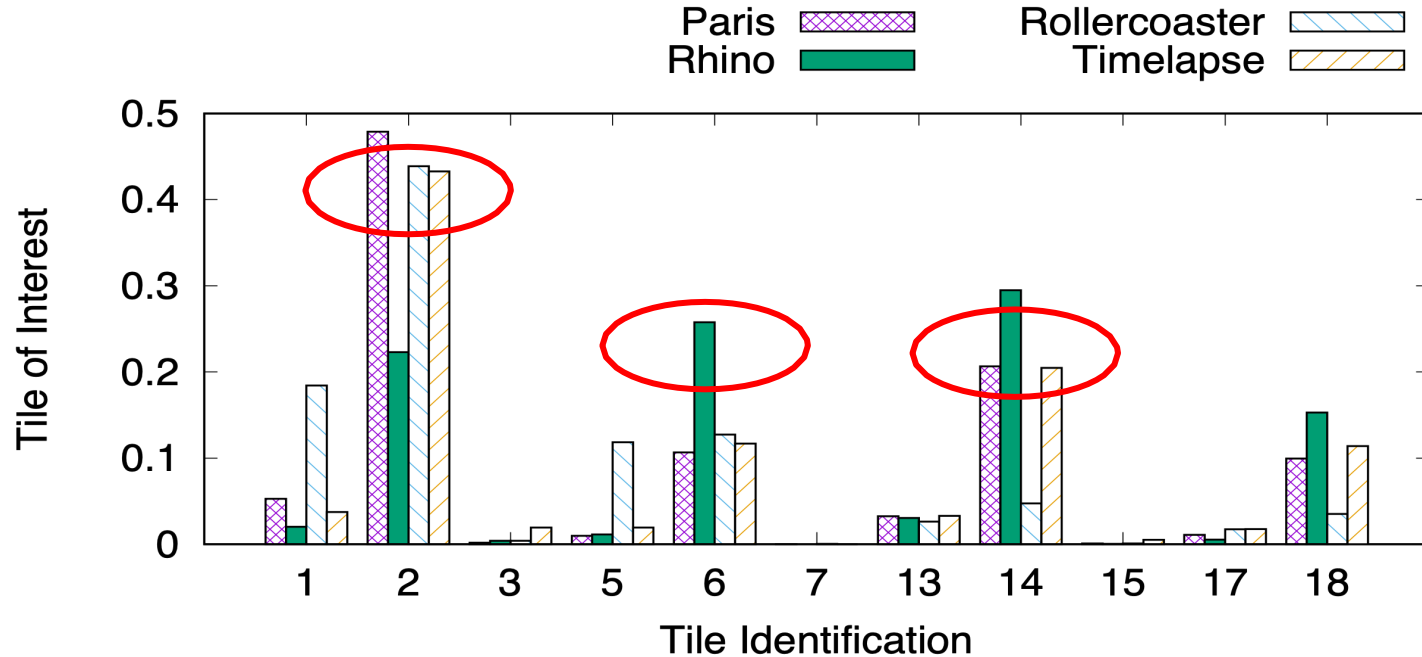 Paris
Rhino
Rollercoaster
Timelapse
Tile of Interest
0.5
0.4
0.3
0.2
0.1
0
1 2 3 5 6 7 13 14 15 17 18
Tile Identification